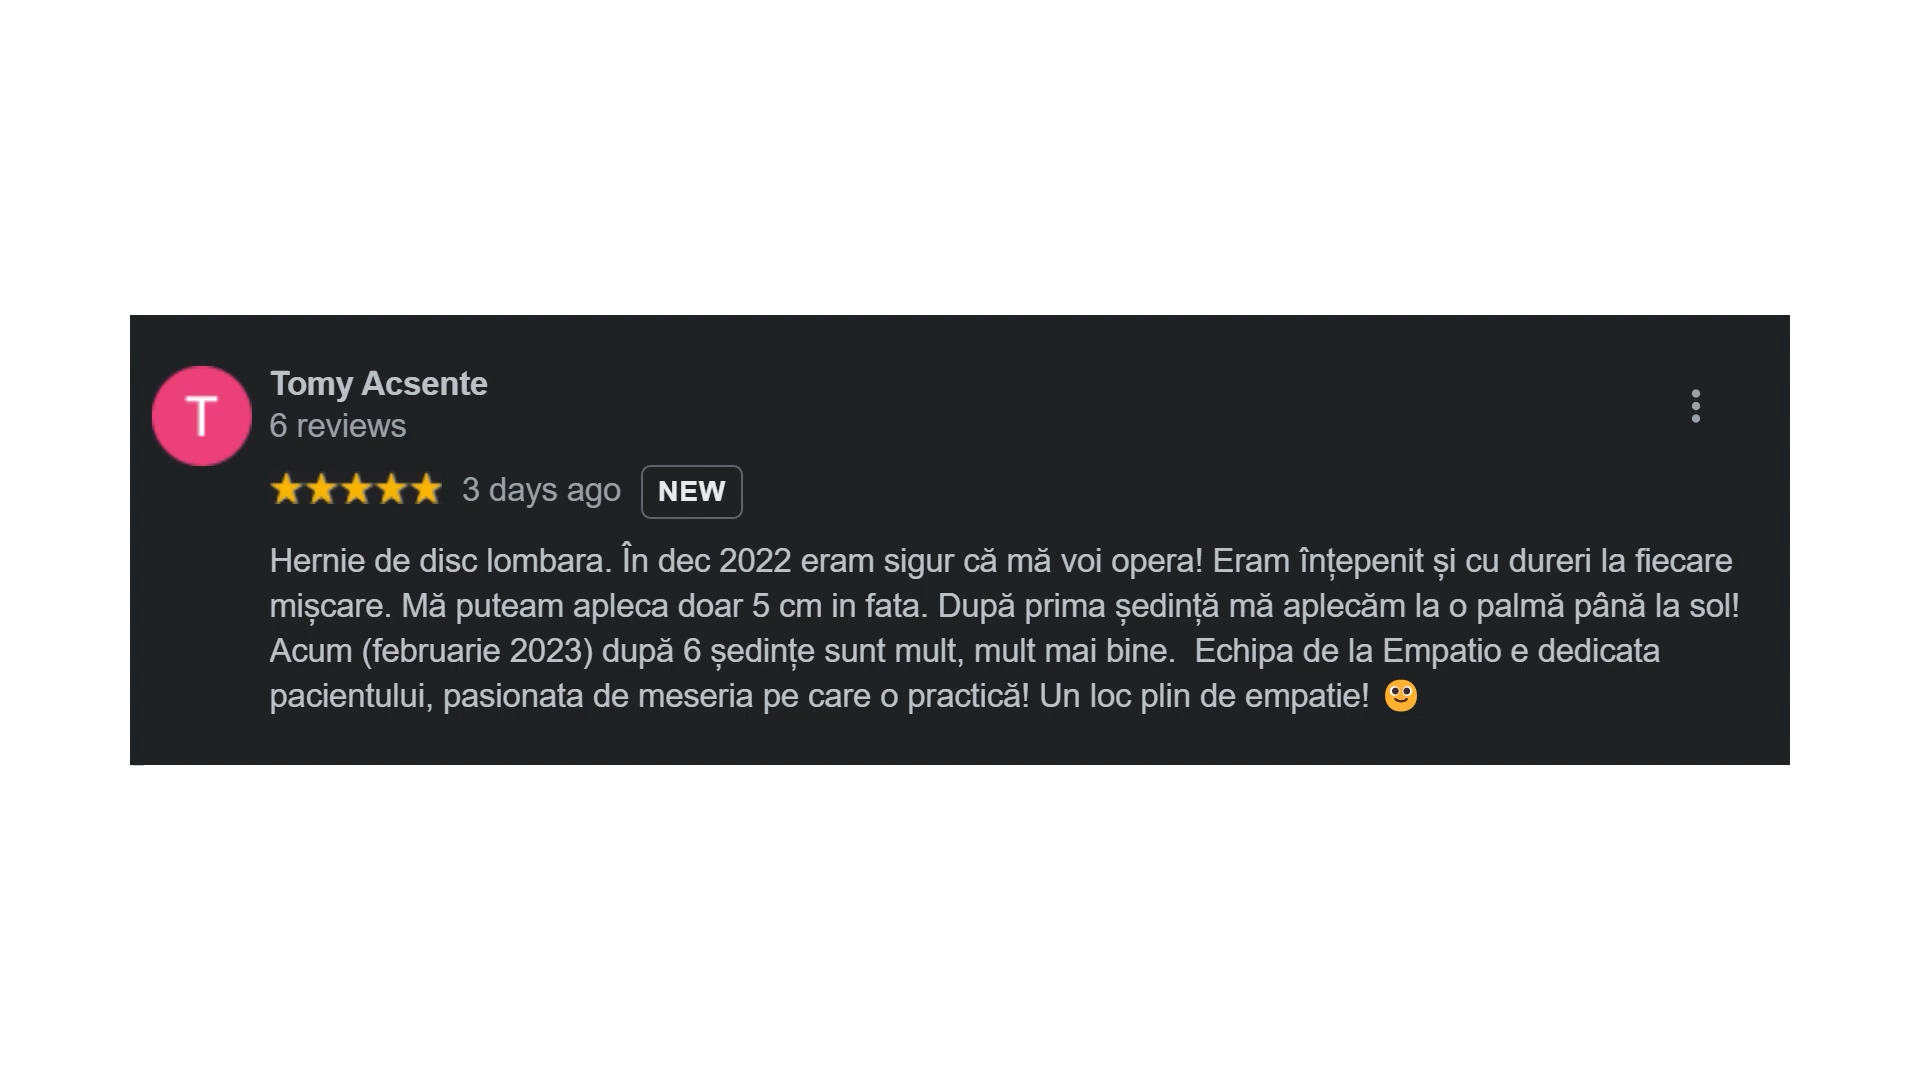 T
Tomy Acsente
6 reviews
3 days ago NEW
Hernie de disc lombara. În dec 2022 eram sigur că mă voi opera! Eram înțepenit și cu dureri la fiecare
mișcare. Mă puteam apleca doar 5 cm in fata. După prima ședință mă aplecăm la o palmă până la sol!
Acum (februarie 2023) după 6 ședințe sunt mult, mult mai bine.  Echipa de la Empatio e dedicata
pacientului, pasionata de meseria pe care o practică! Un loc plin de empatie! 🙂